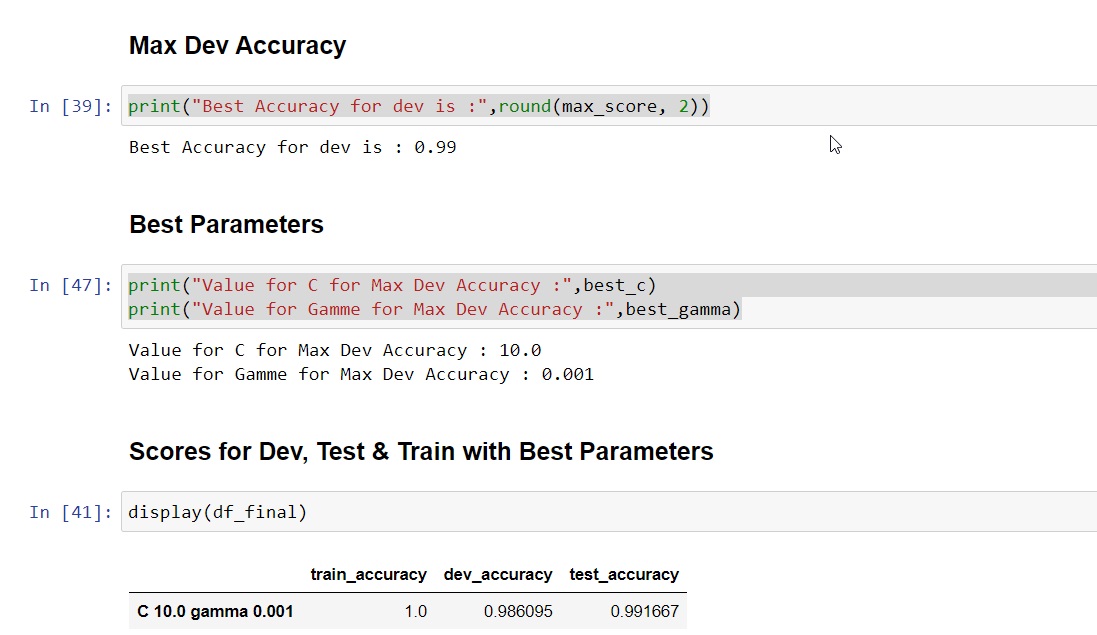 Max Dev Accuracy
In [39]: print("Best Accuracy for dev is :",round(max_score, 2))
Best Accuracy for dev is : 0.99
Best Parameters
In [47]: print("Value for C for Max Dev Accuracy :",best_c)
print("Value for Gamme for Max Dev Accuracy :",best_gamma)
Value for C for Max Dev Accuracy : 10.0
Value for Gamme for Max Dev Accuracy : 0.001
Scores for Dev, Test & Train with Best Parameters
In [41]: display(df_final)
train_accuracy dev_accuracy test_accuracy
C 10.0 gamma 0.001 1.0 0.986095 0.991667